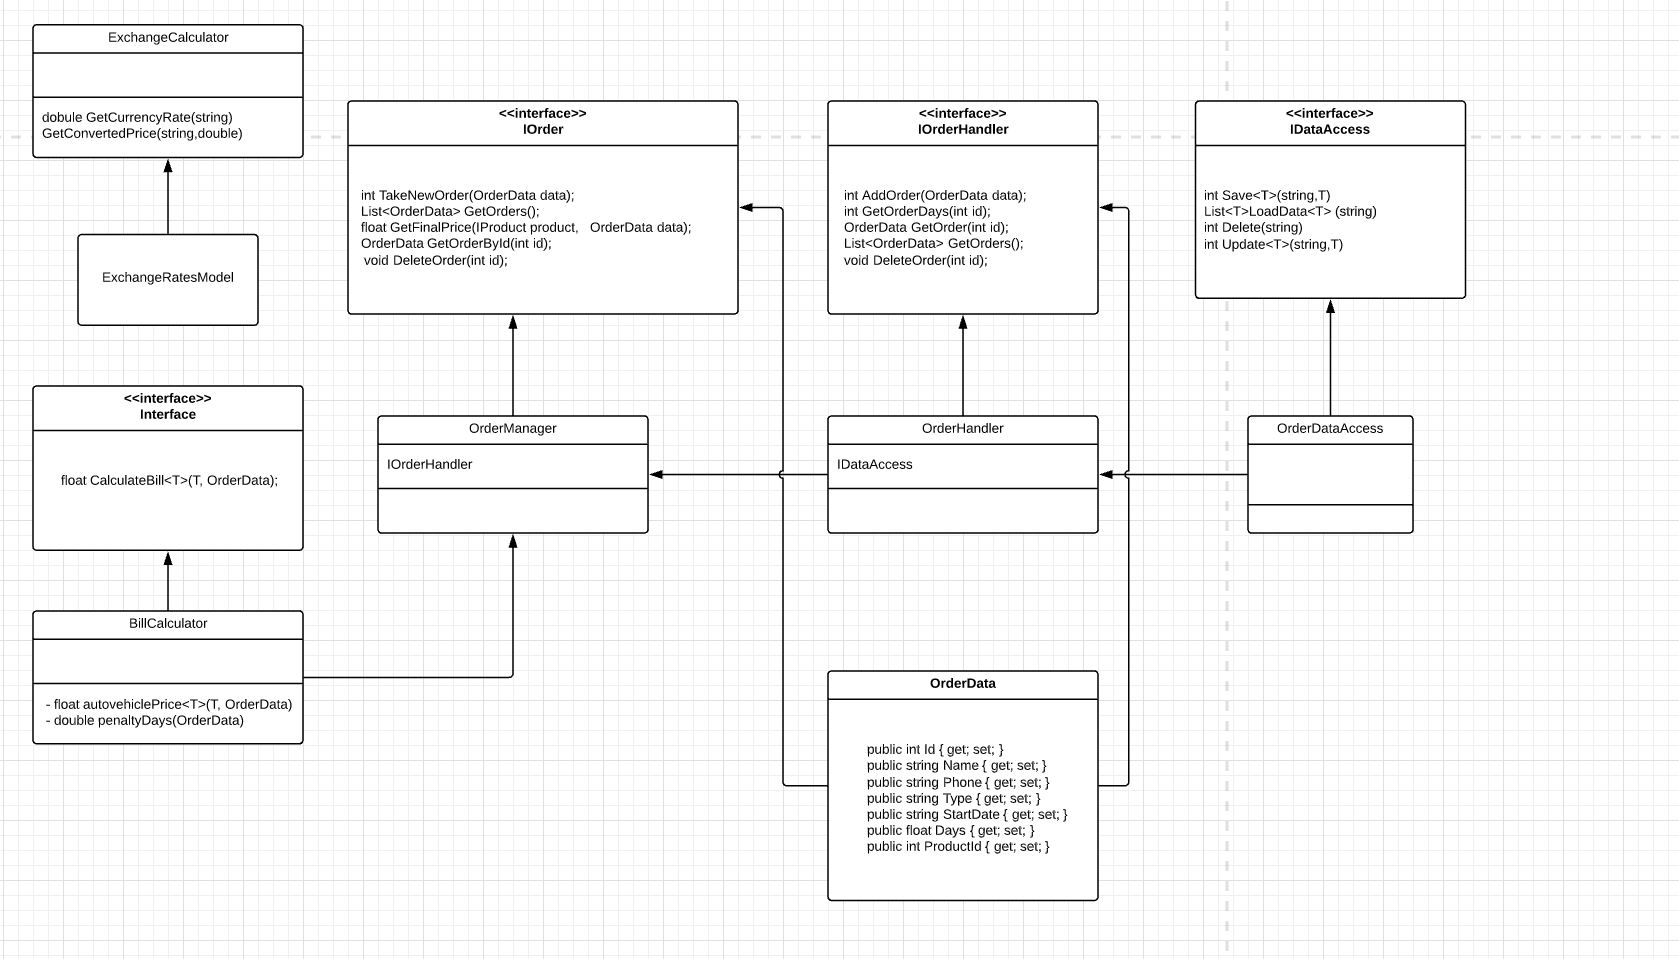 ExchangeCalculator
dobule GetCurrencyRate(string)
GetConvertedPrice(string,double)
ExchangeRatesModel
<<interface>>
Interface
float CalculateBill<T>(T, OrderData);
BillCalculator
- float autovehiclePrice<T>(T, OrderData)
- double penaltyDays(OrderData)
<<interface>>
IOrder
int TakeNewOrder(OrderData data);
List<OrderData> GetOrders();
float GetFinalPrice(IProduct product,   OrderData data);
OrderData GetOrderById(int id);
void DeleteOrder(int id);
OrderManager
IOrderHandler
<<interface>>
IOrderHandler
int AddOrder(OrderData data);
int GetOrderDays(int id);
OrderData GetOrder(int id);
List<OrderData> GetOrders();
void DeleteOrder(int id);
OrderHandler
IDataAccess
OrderData
public int Id { get; set; }
public string Name { get; set; }
public string Phone { get; set; }
public string Type { get; set; }
public string StartDate { get; set; }
public float Days { get; set; }
public int ProductId { get; set; }
<<interface>>
IDataAccess
int Save<T>(string,T)
List<T>LoadData<T> (string)
int Delete(string)
int Update<T>(string,T)
OrderDataAccess